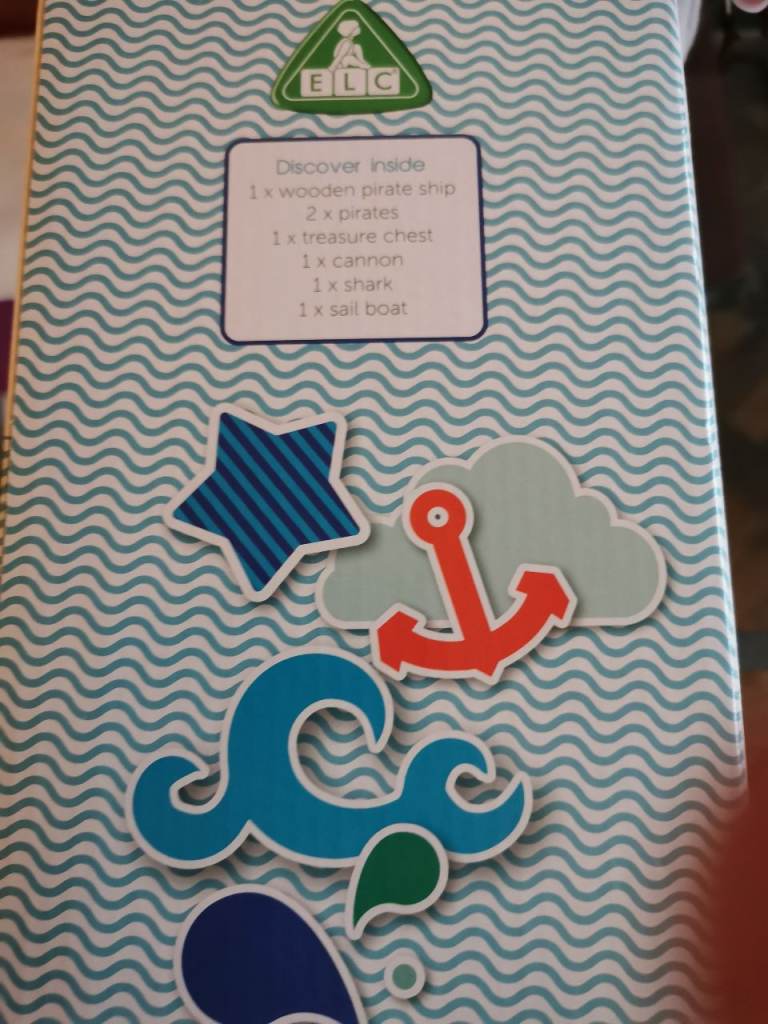 ELC
Discover inside
1 x wooden pirate ship
2 x pirates
1 x treasure chest
1 x cannon
1 x shark
1 x sail boat